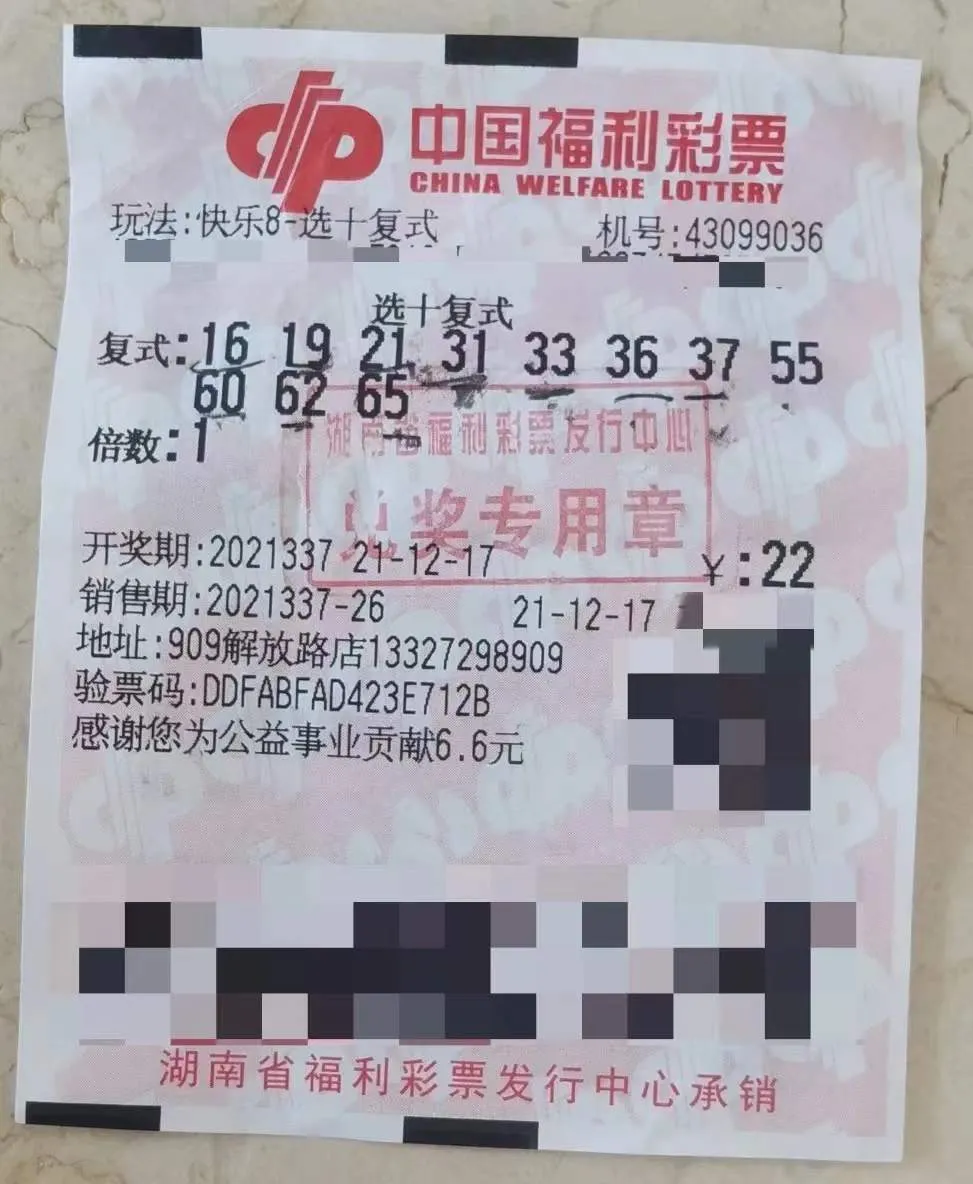 中国福利彩票
CHINA WELFARE LOTTERY
玩法:快乐8-选十复式 机号:43099036
选十复式
复式:16 19 21 31 33 36 37 55
60 62 65
湖南省福利彩票发行中心
倍数:1
兑奖专用章
开奖期:2021337 21-12-17 ¥:22
销售期:2021337-26 21-12-17
地址:909解放路店13327298909
验票码:DDFABFAD423E712B
感谢您为公益事业贡献6.6元
湖南省福利彩票发行中心承销